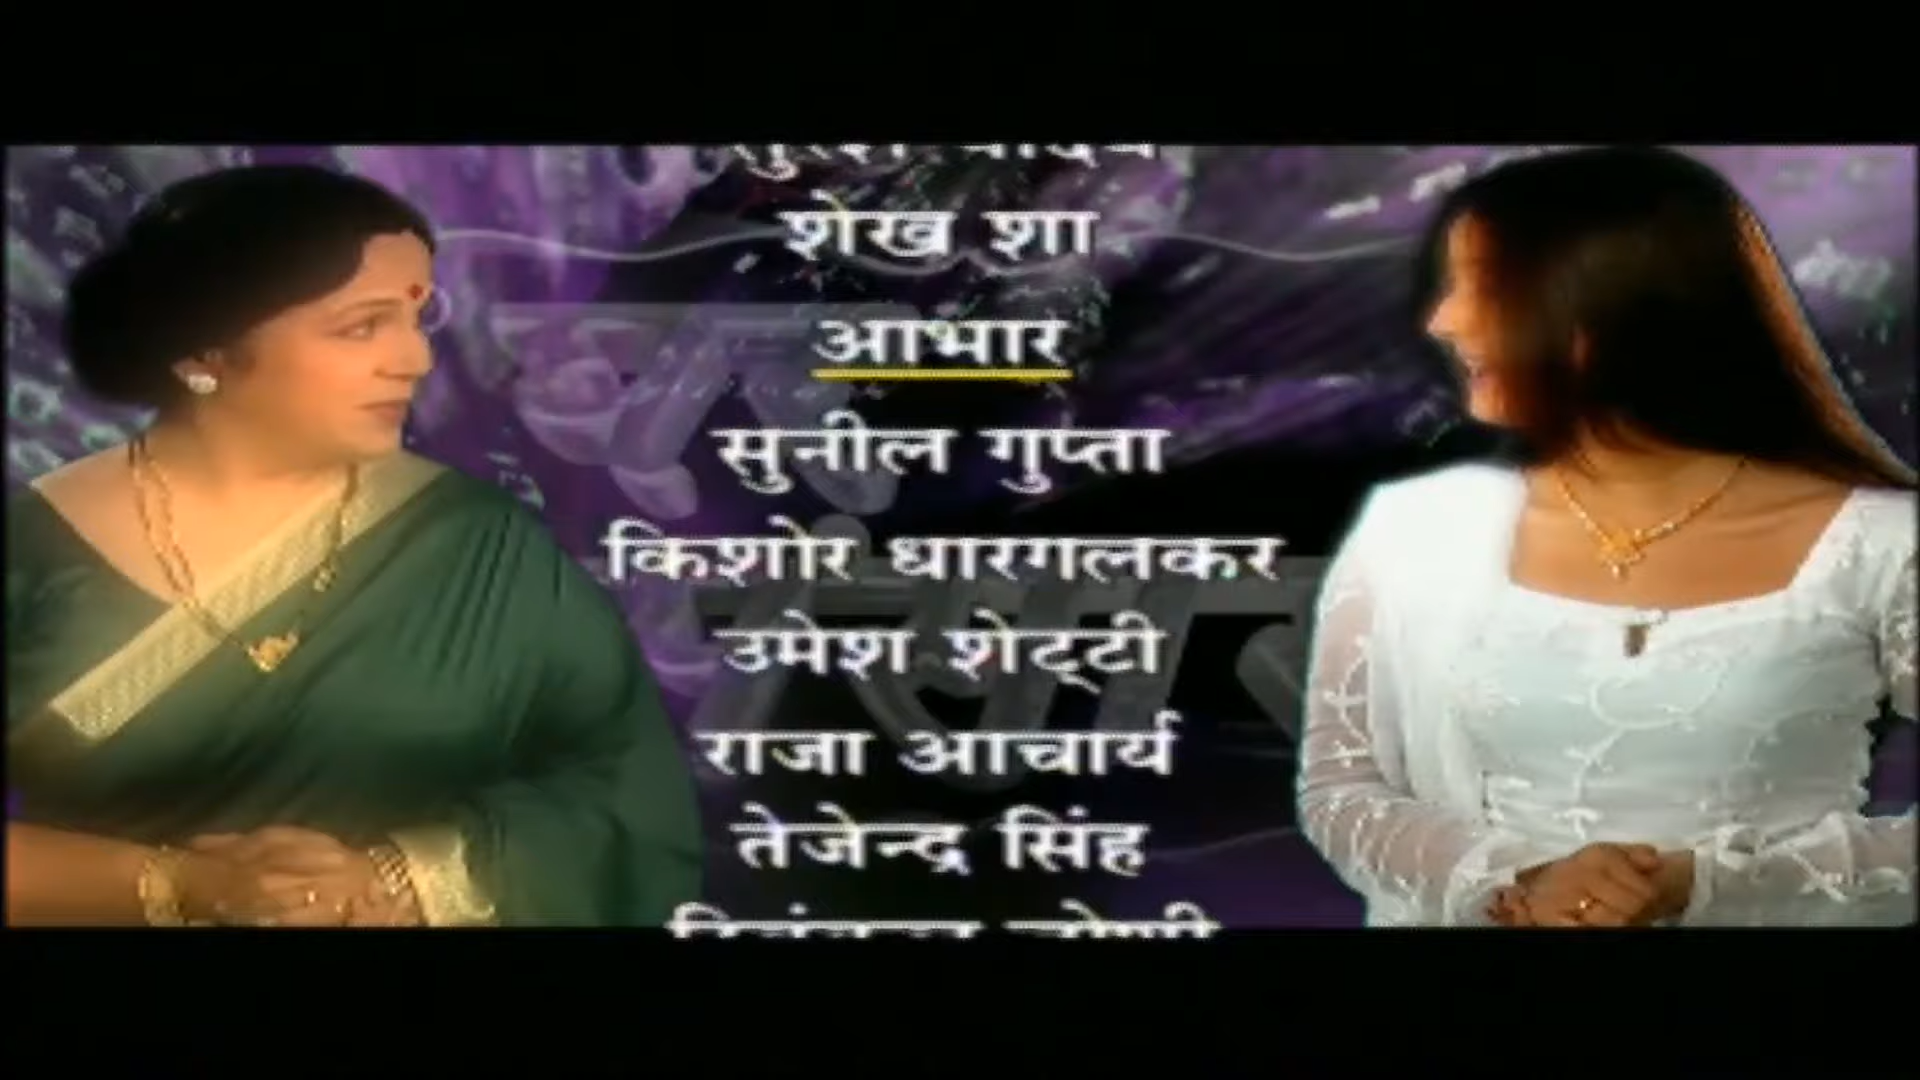 शेख शा
आभार
सुनील गुप्ता
किशोर धारगलकर
उमेश शेट्टी
राजा आचार्य
तेजेन्द्र सिंह